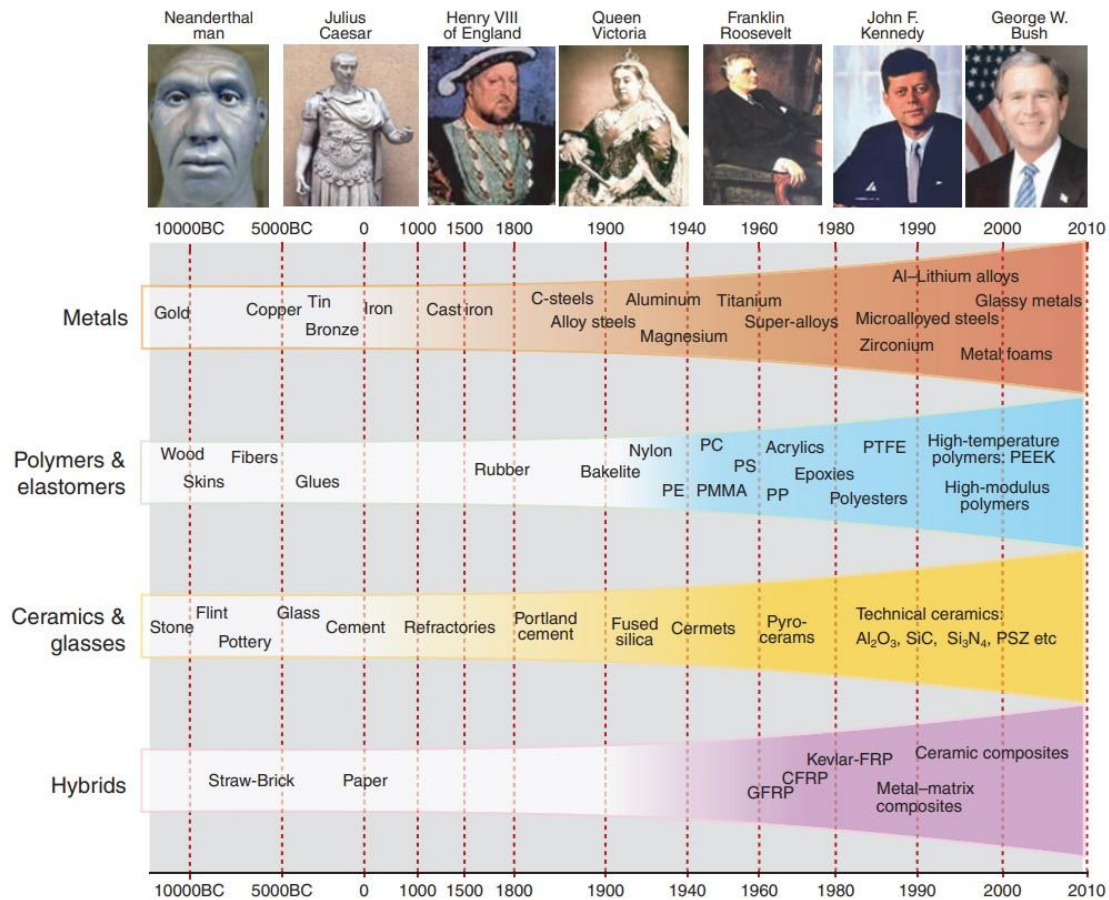 Neanderthal man
Julius Caesar
Henry VIII of England
Queen Victoria
Franklin Roosevelt
John F. Kennedy
George W. Bush
10000BC 5000BC 0 1000 1500 1800 1900 1940 1960 1980 1990 2000 2010
Metals
Gold
Copper
Tin
Bronze
Iron
Cast iron
C-steels
Alloy steels
Aluminum
Magnesium
Titanium
Super-alloys
Al–Lithium alloys
Glassy metals
Microalloyed steels
Zirconium
Metal foams
Polymers &
elastomers
Wood
Skins
Fibers
Glues
Rubber
Bakelite
Nylon
PE
PC
PS
PMMA
Acrylics
Epoxies
PP
Polyesters
PTFE
High-temperature
polymers: PEEK
High-modulus
polymers
Ceramics &
glasses
Stone
Flint
Pottery
Glass
Cement
Refractories
Portland
cement
Fused
silica
Cermets
Pyro-
cerams
Technical ceramics:
Al₂O₃, SiC, Si₃N₄, PSZ etc
Hybrids
Straw-Brick
Paper
GFRP
CFRP
Kevlar-FRP
Ceramic composites
Metal–matrix
composites
10000BC 5000BC 0 1000 1500 1800 1900 1940 1960 1980 1990 2000 2010